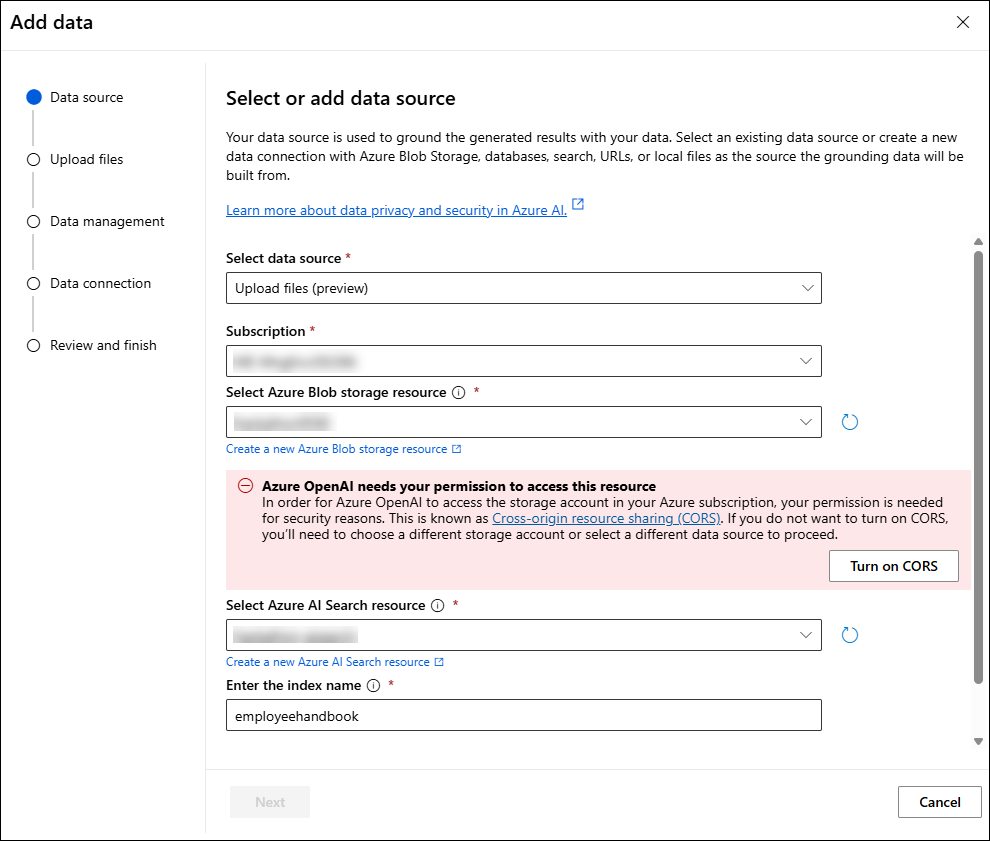 Add data
Data source
Upload files
Data management
Data connection
Review and finish
Select or add data source
Your data source is used to ground the generated results with your data. Select an existing data source or create a new
data connection with Azure Blob Storage, databases, search, URLs, or local files as the source the grounding data will be
built from.
Learn more about data privacy and security in Azure AI.
Select data source *
Upload files (preview)
Subscription *
Select Azure Blob storage resource *
Create a new Azure Blob storage resource
Azure OpenAI needs your permission to access this resource
In order for Azure OpenAI to access the storage account in your Azure subscription, your permission is needed
for security reasons. This is known as Cross-origin resource sharing (CORS). If you do not want to turn on CORS,
you'll need to choose a different storage account or select a different data source to proceed.
Turn on CORS
Select Azure AI Search resource *
Create a new Azure AI Search resource
Enter the index name *
employeehandbook
Next
Cancel